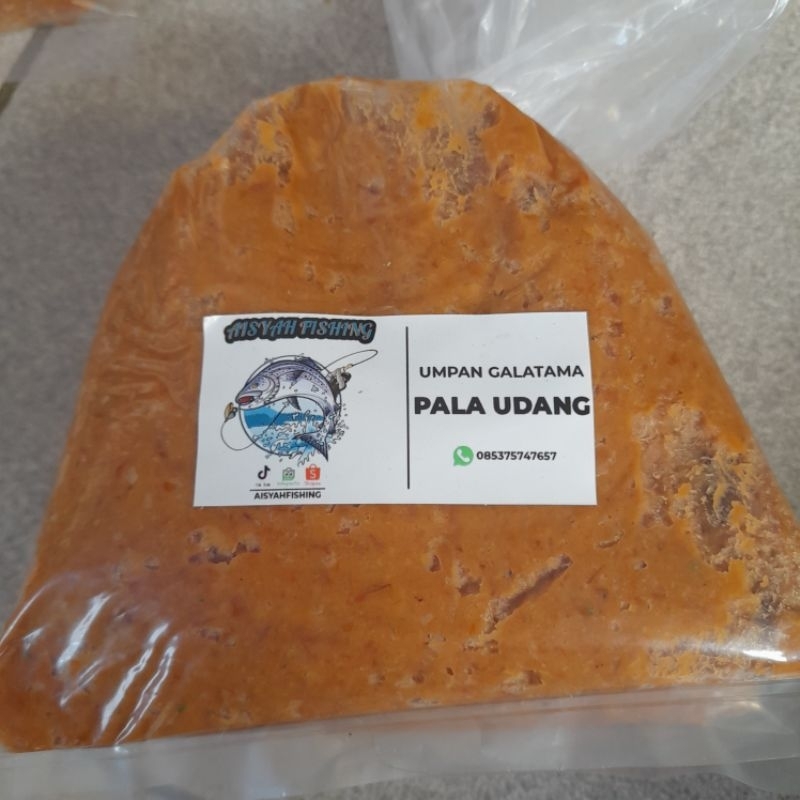 AISYAH FISHING
AISYAHFISHING
UMPAN GALATAMA
PALA UDANG
085375747657